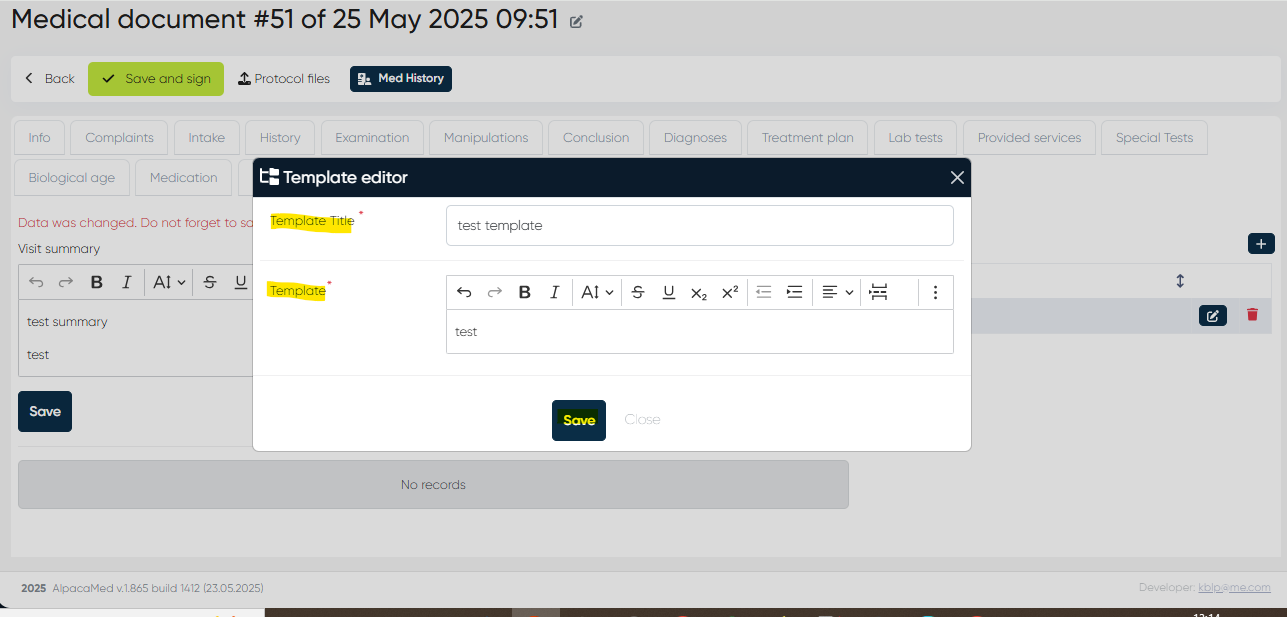 Medical document #51 of 25 May 2025 09:51
Back
Save and sign
Protocol files
Med History
Info
Complaints
Intake
History
Examination
Manipulations
Conclusion
Diagnoses
Treatment plan
Lab tests
Provided services
Special Tests
Biological age
Medication
Template editor
Data was changed. Do not forget to
Template Title *
test template
Visit summary
Template *
test
test summary
test
Save
Save
Close
No records
2025 AlpacaMed v.1.865 build 1412 (23.05.2025)
Developer: kblp@me.com